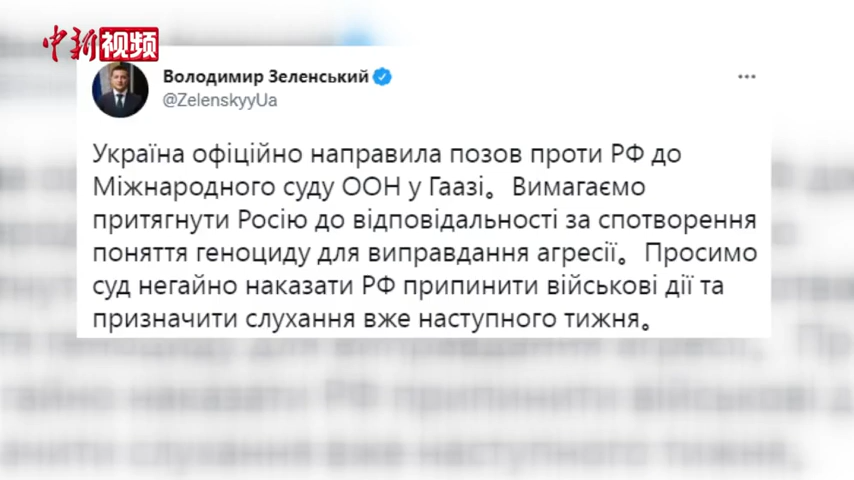 中新视频
Володимир Зеленський
@ZelenskyyUa
Україна офіційно направила позов проти РФ до
Міжнародного суду ООН у Гаазі。Вимагаємо
притягнути Росію до відповідальності за спотворення
поняття геноциду для виправдання агресії。Просимо
суд негайно наказати РФ припинити військові дії та
призначити слухання вже наступного тижня。